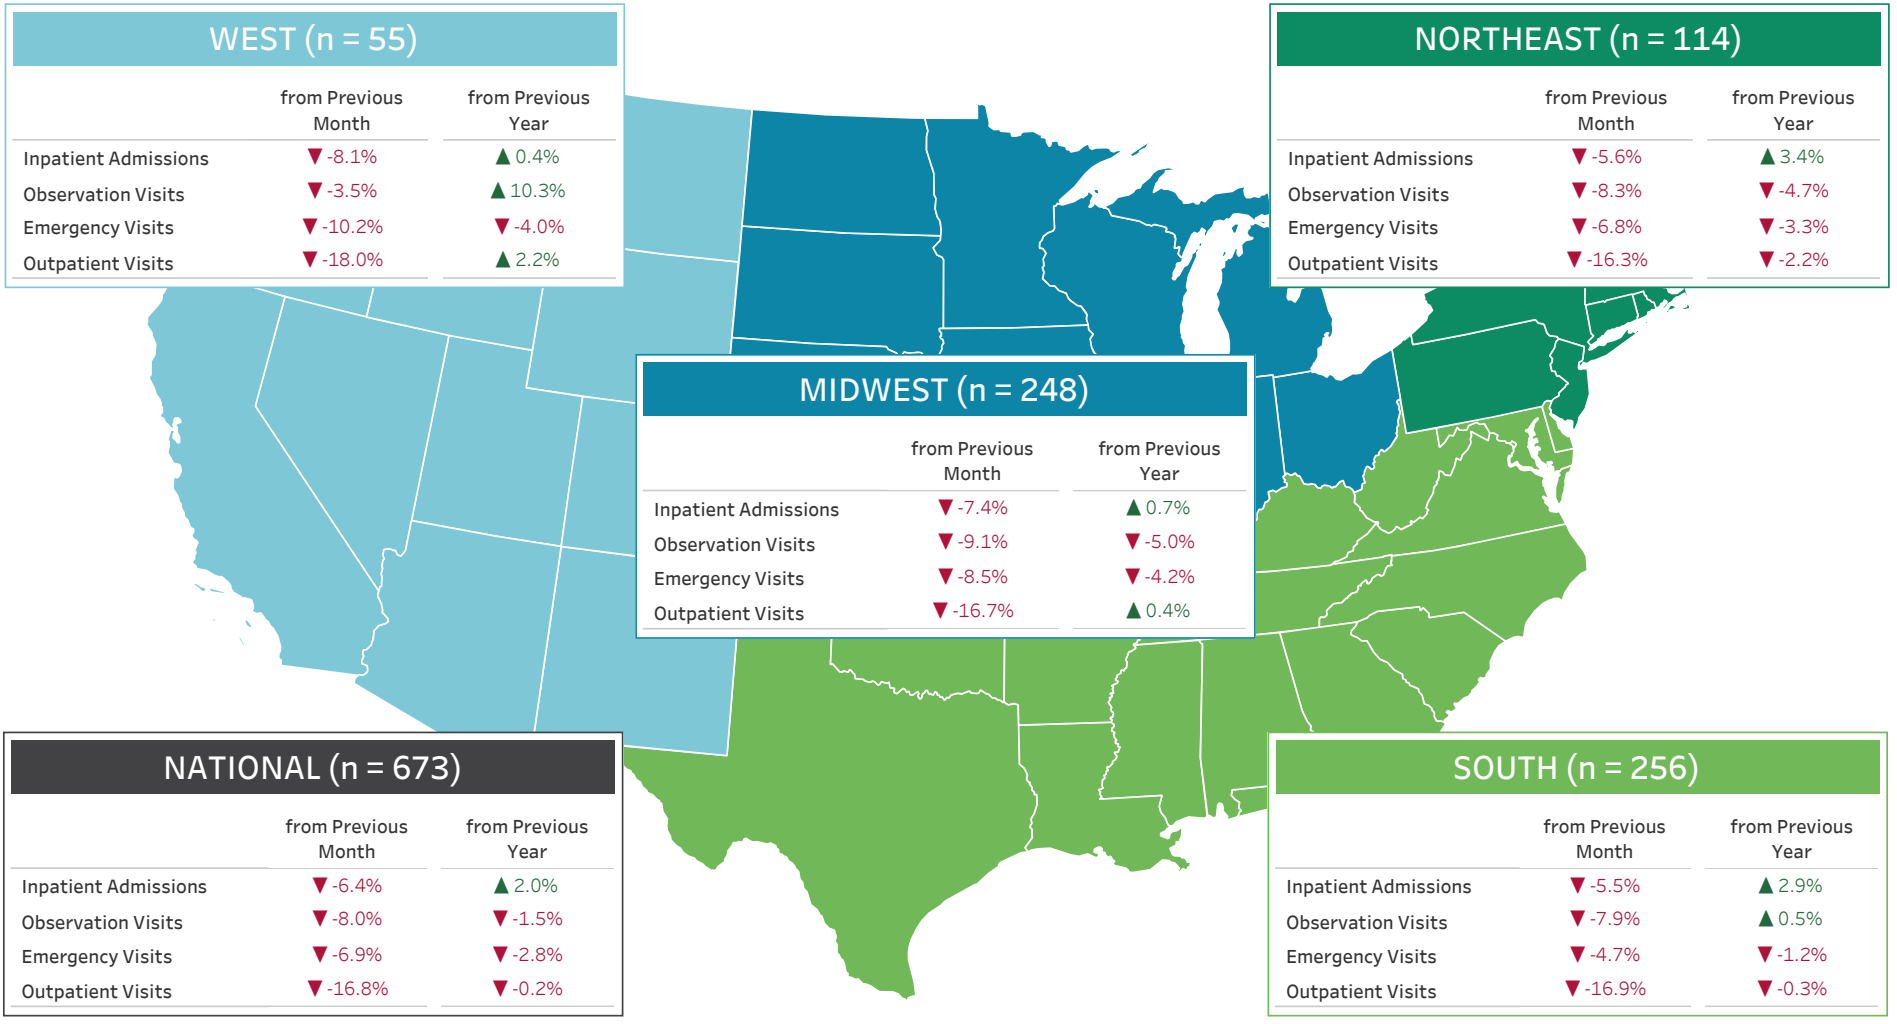 WEST (n = 55)
from Previous Month from Previous Year
Inpatient Admissions ▼ -8.1% ▲ 0.4%
Observation Visits ▼ -3.5% ▲ 10.3%
Emergency Visits ▼ -10.2% ▼ -4.0%
Outpatient Visits ▼ -18.0% ▲ 2.2%
NORTHEAST (n = 114)
from Previous Month from Previous Year
Inpatient Admissions ▼ -5.6% ▲ 3.4%
Observation Visits ▼ -8.3% ▼ -4.7%
Emergency Visits ▼ -6.8% ▼ -3.3%
Outpatient Visits ▼ -16.3% ▼ -2.2%
MIDWEST (n = 248)
from Previous Month from Previous Year
Inpatient Admissions ▼ -7.4% ▲ 0.7%
Observation Visits ▼ -9.1% ▼ -5.0%
Emergency Visits ▼ -8.5% ▼ -4.2%
Outpatient Visits ▼ -16.7% ▲ 0.4%
NATIONAL (n = 673)
from Previous Month from Previous Year
Inpatient Admissions ▼ -6.4% ▲ 2.0%
Observation Visits ▼ -8.0% ▼ -1.5%
Emergency Visits ▼ -6.9% ▼ -2.8%
Outpatient Visits ▼ -16.8% ▼ -0.2%
SOUTH (n = 256)
from Previous Month from Previous Year
Inpatient Admissions ▼ -5.5% ▲ 2.9%
Observation Visits ▼ -7.9% ▲ 0.5%
Emergency Visits ▼ -4.7% ▼ -1.2%
Outpatient Visits ▼ -16.9% ▼ -0.3%